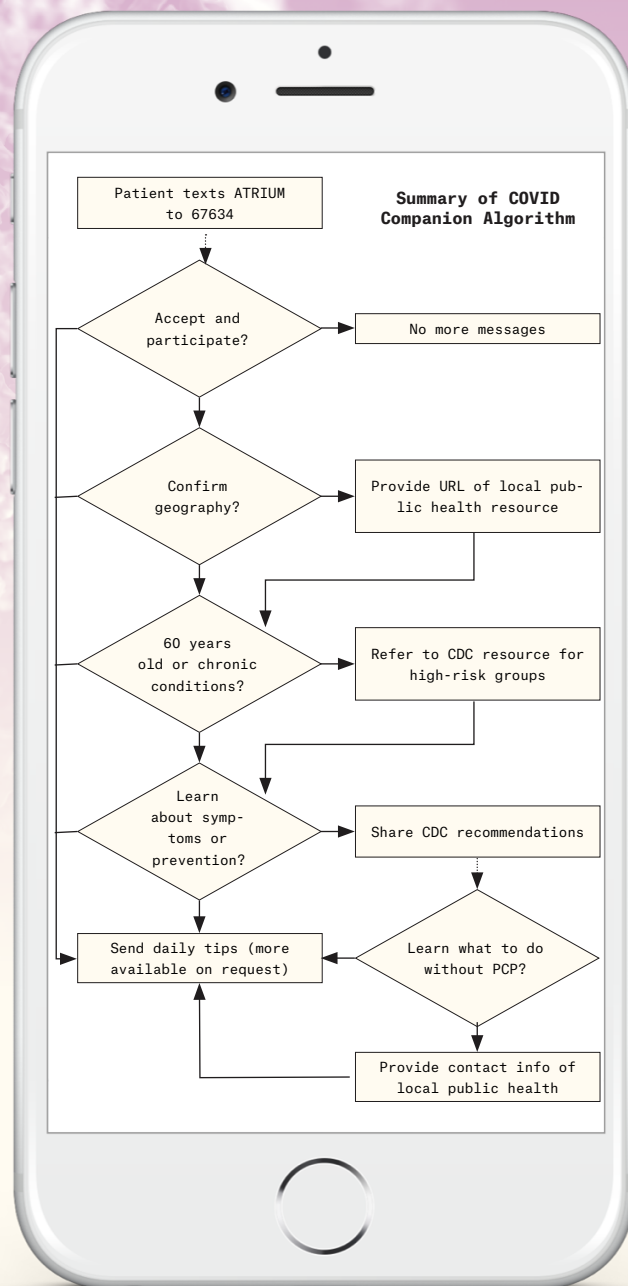 Patient texts ATRIUM
to 67634
Summary of COVID
Companion Algorithm
Accept and
participate?
No more messages
Confirm
geography?
Provide URL of local pub-
lic health resource
60 years
old or chronic
conditions?
Refer to CDC resource for
high-risk groups
Learn
about symp-
toms or
prevention?
Share CDC recommendations
Send daily tips (more
available on request)
Learn what to do
without PCP?
Provide contact info of
local public health